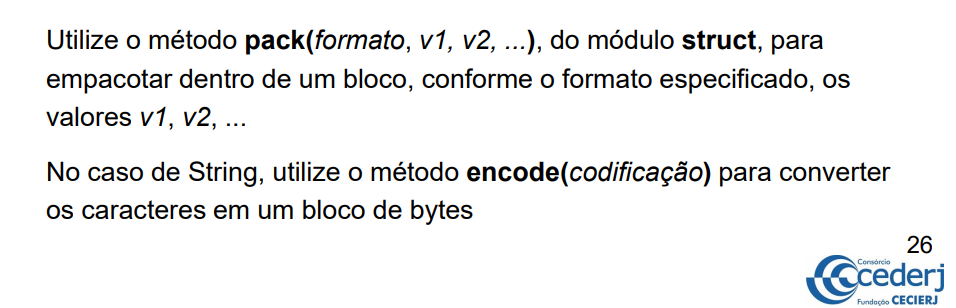 Utilize o método pack(formato, v1, v2, ...), do módulo struct, para
empacotar dentro de um bloco, conforme o formato especificado, os
valores v1, v2, ...
No caso de String, utilize o método encode(codificação) para converter
os caracteres em um bloco de bytes
26
Consórcio
cederj
Fundação CECIERJ